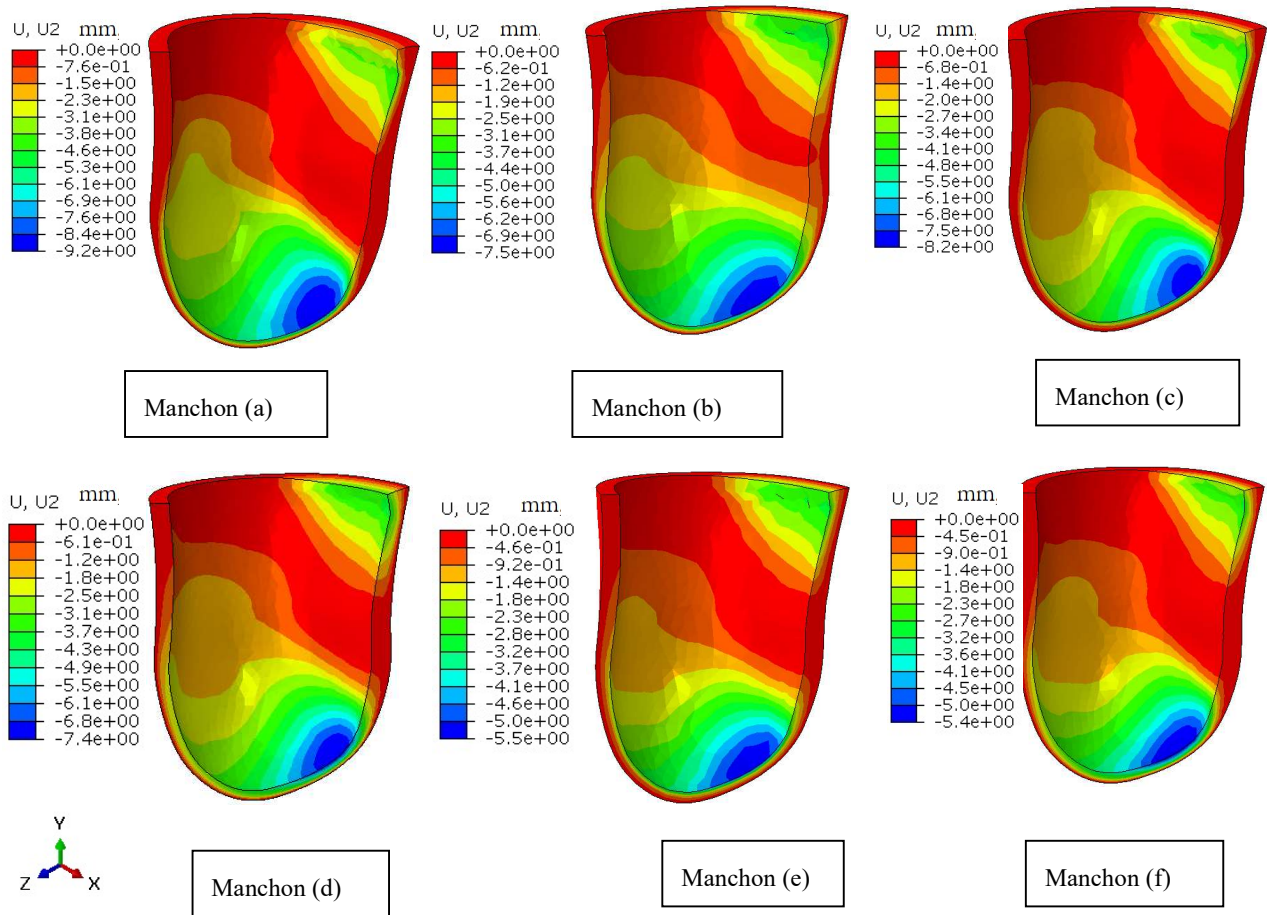 U, U2 mm
+0.0e+00
-7.6e-01
-1.5e+00
-2.3e+00
-3.1e+00
-3.8e+00
-4.6e+00
-5.3e+00
-6.1e+00
-6.9e+00
-7.6e+00
-8.4e+00
-9.2e+00
Manchon (a)
U, U2 mm
+0.0e+00
-6.2e-01
-1.2e+00
-1.9e+00
-2.5e+00
-3.1e+00
-3.7e+00
-4.4e+00
-5.0e+00
-5.6e+00
-6.2e+00
-6.9e+00
-7.5e+00
Manchon (b)
U, U2 mm
+0.0e+00
-6.8e-01
-1.4e+00
-2.0e+00
-2.7e+00
-3.4e+00
-4.1e+00
-4.8e+00
-5.5e+00
-6.1e+00
-6.8e+00
-7.5e+00
-8.2e+00
Manchon (c)
U, U2 mm
+0.0e+00
-6.1e-01
-1.2e+00
-1.8e+00
-2.5e+00
-3.1e+00
-3.7e+00
-4.3e+00
-4.9e+00
-5.5e+00
-6.1e+00
-6.8e+00
-7.4e+00
Y
Z X
Manchon (d)
U, U2 mm
+0.0e+00
-4.6e-01
-9.2e-01
-1.4e+00
-1.8e+00
-2.3e+00
-2.8e+00
-3.2e+00
-3.7e+00
-4.1e+00
-4.6e+00
-5.0e+00
-5.5e+00
Manchon (e)
U, U2 mm
+0.0e+00
-4.5e-01
-9.0e-01
-1.4e+00
-1.8e+00
-2.3e+00
-2.7e+00
-3.2e+00
-3.6e+00
-4.1e+00
-4.5e+00
-5.0e+00
-5.4e+00
Manchon (f)